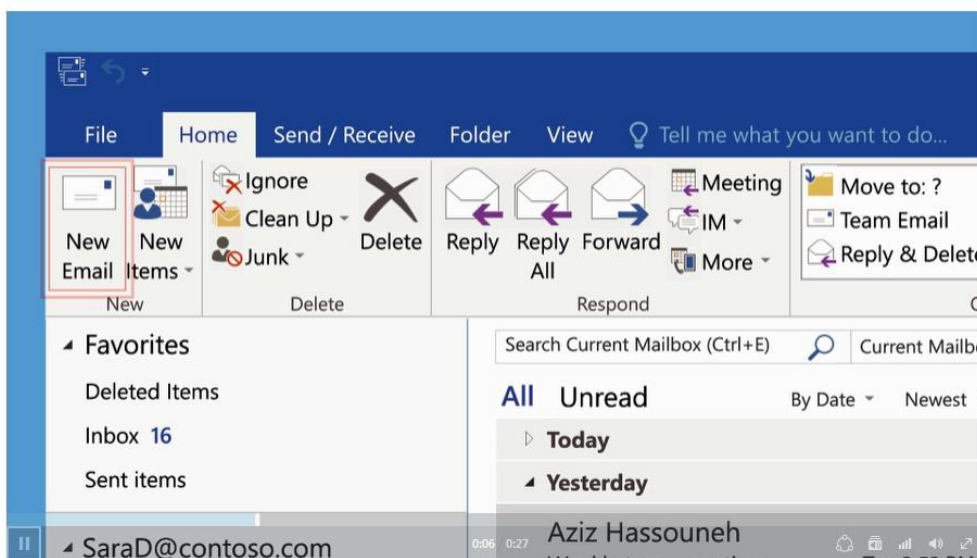 File Home Send / Receive Folder View Tell me what you want to do...
New Email
New Items
Ignore
Clean Up
Junk
Delete
Reply
Reply All
Forward
Meeting
IM
More
Move to: ?
Team Email
Reply & Delete
New Delete Respond
Favorites
Deleted Items
Inbox 16
Sent items
SaraD@contoso.com
Search Current Mailbox (Ctrl+E) Current Mailb
All Unread By Date Newest
Today
Yesterday
Aziz Hassouneh
0:06 0:27